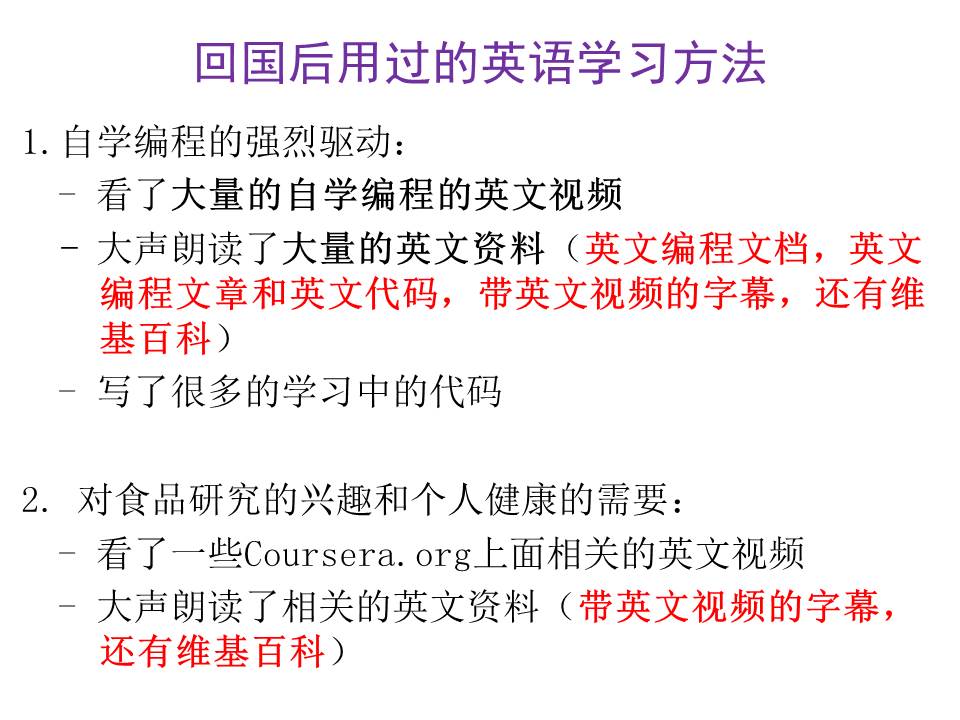 回国后用过的英语学习方法
1.自学编程的强烈驱动：
- 看了大量的自学编程的英文视频
- 大声朗读了大量的英文资料（英文编程文档，英文
编程文章和英文代码，带英文视频的字幕，还有维
基百科）
- 写了很多的学习中的代码
2. 对食品研究的兴趣和个人健康的需要：
- 看了一些Coursera.org上面相关的英文视频
- 大声朗读了相关的英文资料（带英文视频的字幕，
还有维基百科）